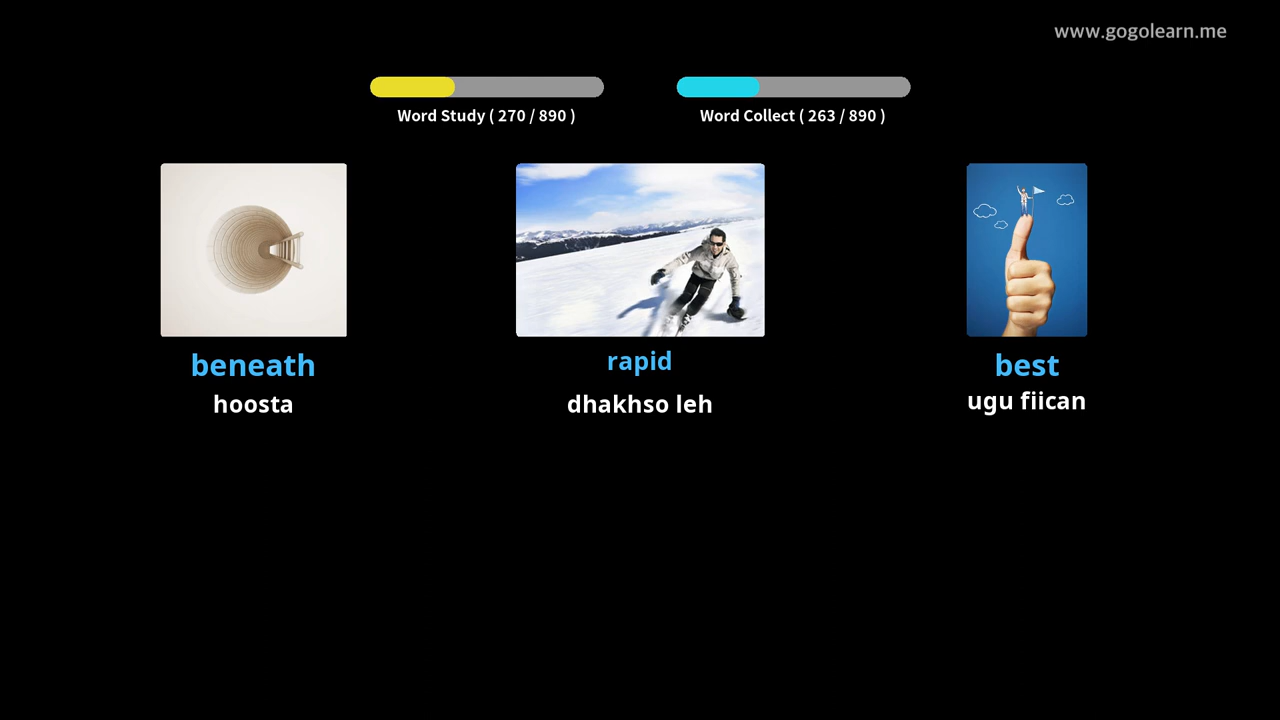 www.gogolearn.me
Word Study ( 270 / 890 )
Word Collect ( 263 / 890 )
beneath
hoosta
rapid
dhakhso leh
best
ugu fiican